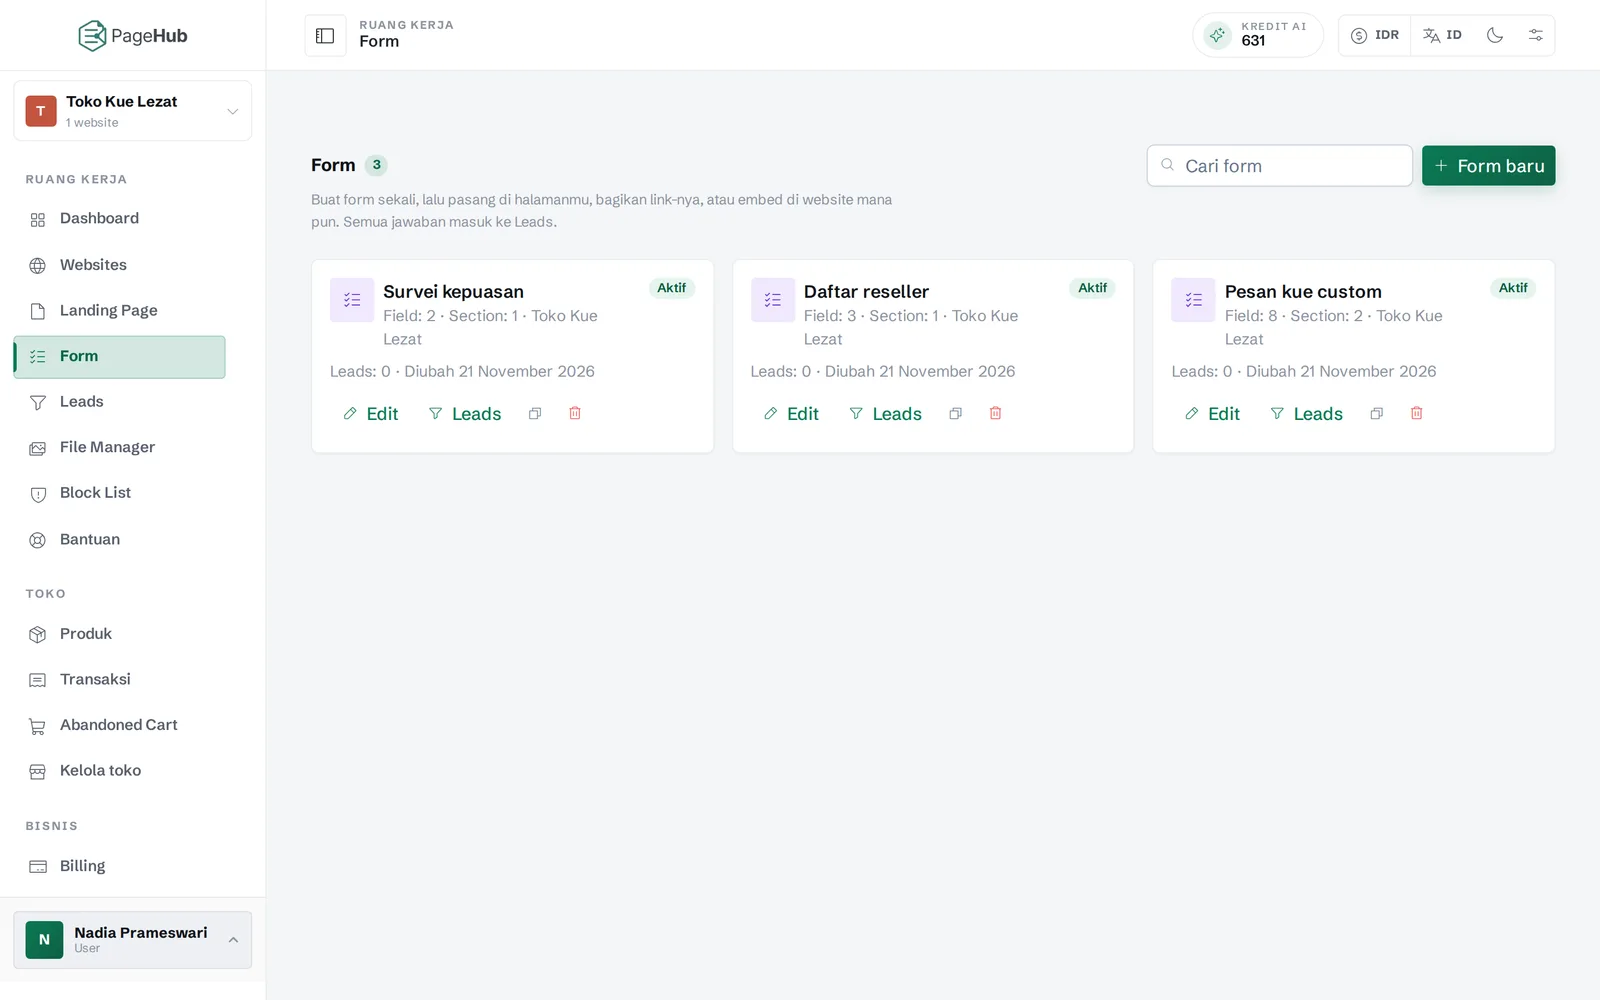 PageHub
RUANG KERJA
Form
KREDIT AI
631
IDR
ID
T
Toko Kue Lezat
1 website
RUANG KERJA
Dashboard
Websites
Landing Page
Form
Leads
File Manager
Block List
Bantuan
TOKO
Produk
Transaksi
Abandoned Cart
Kelola toko
BISNIS
Billing
N
Nadia Prameswari
User
Form 3
Cari form
Form baru
Buat form sekali, lalu pasang di halamanmu, bagikan link-nya, atau embed di website mana
pun. Semua jawaban masuk ke Leads.
Survei kepuasan
Aktif
Field: 2 · Section: 1 · Toko Kue
Lezat
Leads: 0 · Diubah 21 November 2026
Edit Leads
Daftar reseller
Aktif
Field: 3 · Section: 1 · Toko Kue
Lezat
Leads: 0 · Diubah 21 November 2026
Edit Leads
Pesan kue custom
Aktif
Field: 8 · Section: 2 · Toko Kue
Lezat
Leads: 0 · Diubah 21 November 2026
Edit Leads